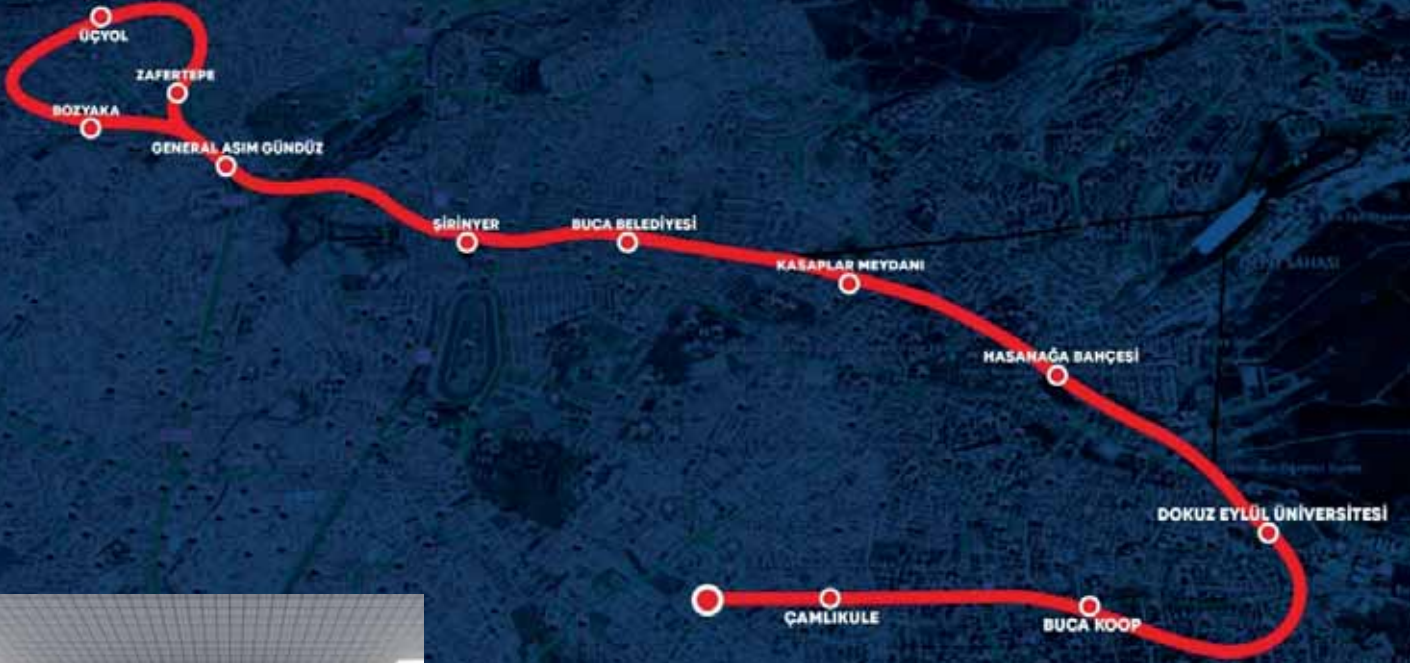 ÜÇYOL
ZAFERTEPE
BOZYAKA
GENERAL ASIM GÜNDÜZ
ŞİRİNYER
BUCA BELEDİYESİ
KASAPLAR MEYDANI
SAHASI
HASANAĞA BAHÇESİ
DOKUZ EYLÜL ÜNİVERSİTESİ
ÇAMLIKULE
BUCA KOOP